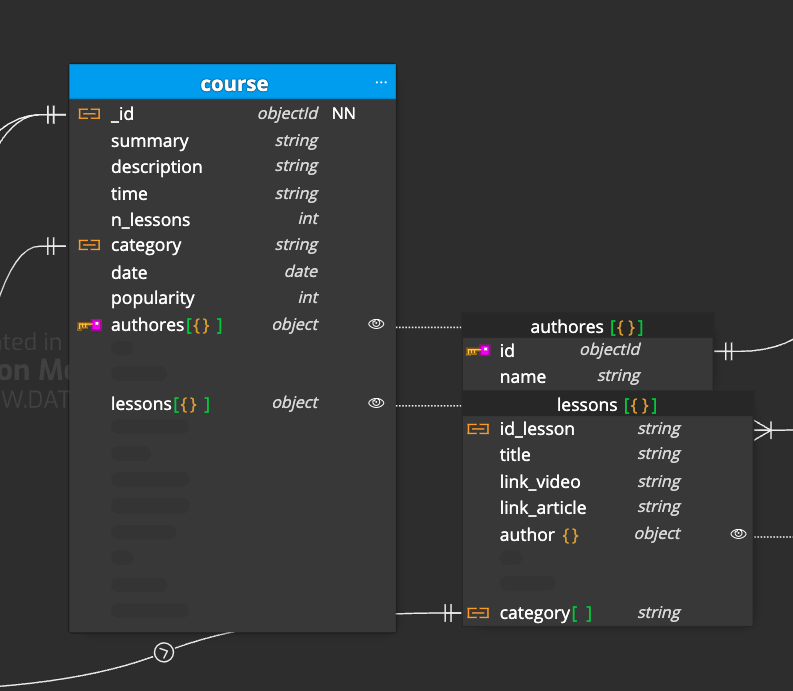 course ...
_id objectId NN
summary string
description string
time string
n_lessons int
category string
date date
popularity int
authores[{} ] object
lessons[{} ] object
authores [{}]
id objectId
name string
lessons [{}]
id_lesson string
title string
link_video string
link_article string
author {} object
category[ ] string
ated in
on Mo
W.DAT